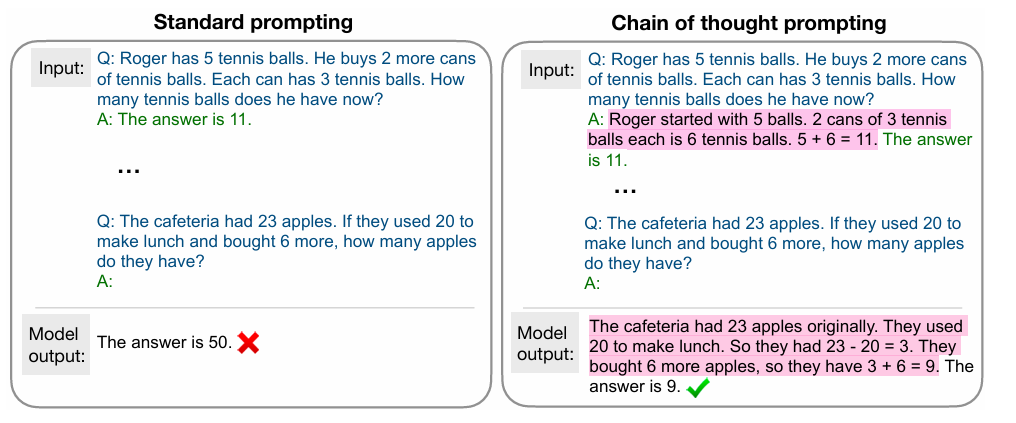 Standard prompting
Input:
Q: Roger has 5 tennis balls. He buys 2 more cans
of tennis balls. Each can has 3 tennis balls. How
many tennis balls does he have now?
A: The answer is 11.
...
Q: The cafeteria had 23 apples. If they used 20 to
make lunch and bought 6 more, how many apples
do they have?
A:
Model
output:
The answer is 50.
Chain of thought prompting
Input:
Q: Roger has 5 tennis balls. He buys 2 more cans
of tennis balls. Each can has 3 tennis balls. How
many tennis balls does he have now?
A: Roger started with 5 balls. 2 cans of 3 tennis
balls each is 6 tennis balls. 5 + 6 = 11. The answer
is 11.
...
Q: The cafeteria had 23 apples. If they used 20 to
make lunch and bought 6 more, how many apples
do they have?
A:
Model
output:
The cafeteria had 23 apples originally. They used
20 to make lunch. So they had 23 - 20 = 3. They
bought 6 more apples, so they have 3 + 6 = 9. The
answer is 9.